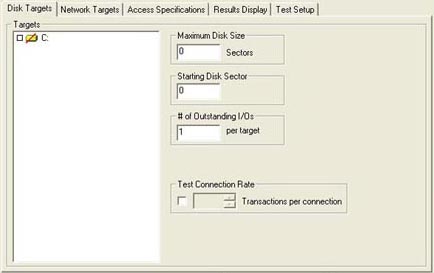 Disk Targets Network Targets Access Specifications Results Display Test Setup
Targets
C:
Maximum Disk Size
0 Sectors
Starting Disk Sector
0
# of Outstanding I/Os
1 per target
Test Connection Rate
Transactions per connection